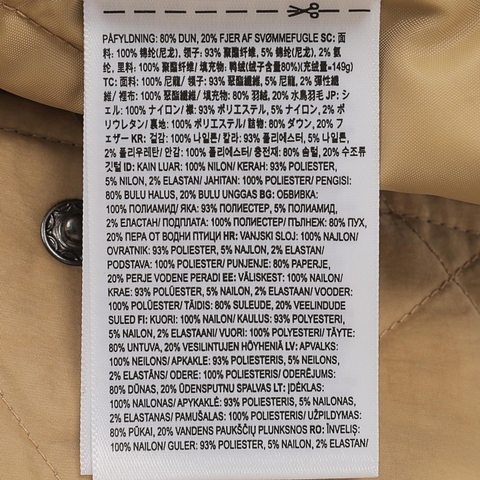 PÅFYLDNING: 80% DUN, 20% FJER AF SVØMMEFUGLE SC: 面
料: 100% 锦纶(尼龙), 领子: 93% 聚酯纤维, 5% 锦纶(尼龙), 2% 氨
纶, 里料: 100% 聚酯纤维/ 填充物: 鸭绒(绒子含量80%)(充绒量=149g)
TC: 面料: 100% 尼龍/ 領子: 93% 聚酯纖維, 5% 尼龍, 2% 彈性纖
維/ 裡布: 100% 聚酯纖維/ 填充物: 80% 羽絨, 20% 水鳥羽毛 JP: シ
ェル: 100% ナイロン/ 襟: 93% ポリエステル, 5% ナイロン, 2% ポ
リウレタン/ 裏地: 100% ポリエステル/ 詰物: 80% ダウン, 20% フ
ェザー KR: 겉감: 100% 나일론/ 칼라: 93% 폴리에스터, 5% 나일론,
2% 폴리우레탄/ 안감: 100% 폴리에스터/ 충전재: 80% 솜털, 20% 수조류
깃털 ID: KAIN LUAR: 100% NILON/ KERAH: 93% POLIESTER,
5% NILON, 2% ELASTAN/ JAHITAN: 100% POLIESTER/ PENGISI:
80% BULU HALUS, 20% BULU UNGGAS BG: ОБВИВКА:
100% ПОЛИАМИД/ ЯКА: 93% ПОЛИЕСТЕР, 5% ПОЛИАМИД,
2% ЕЛАСТАН/ ПОДПЛАТА: 100% ПОЛИЕСТЕР/ ПЪЛНЕЖ: 80% ПУХ,
20% ПЕРА ОТ ВОДНИ ПТИЦИ HR: VANJSKI SLOJ: 100% NAJLON/
OVRATNIK: 93% POLIESTER, 5% NAJLON, 2% ELASTAN/
PODSTAVA: 100% POLIESTER/ PUNJENJE: 80% PAPERJE,
20% PERJE VODENE PERADI EE: VÄLISKEST: 100% NAILON/
KRAE: 93% POLÜESTER, 5% NAILON, 2% ELASTAAN/ VOODER:
100% POLÜESTER/ TÄIDIS: 80% SULEUDE, 20% VEELINDUDE
SULED FI: KUORI: 100% NAILON/ KAULUS: 93% POLYESTERI,
5% NAILON, 2% ELASTAANI/ VUORI: 100% POLYESTERI/ TÄYTE:
80% UNTUVA, 20% VESILINTUJEN HÖYHENIÄ LV: APVALKS:
100% NEILONS/ APKAKLE: 93% POLIESTERIS, 5% NEILONS,
2% ELASTĀNS/ ODERE: 100% POLIESTERIS/ ODERĒJUMS:
80% DŪNAS, 20% ŪDENSPUTNU SPALVAS LT: ĮDĖKLAS:
100% NAILONAS/ APYKAKLĖ: 93% POLIESTERIS, 5% NAILONAS,
2% ELASTANAS/ PAMUŠALAS: 100% POLIESTERIS/ UŽPILDYMAS:
80% PŪKAI, 20% VANDENS PAUKŠČIŲ PLUNKSNOS RO: ÎNVELIŞ:
100% NAILON/ GULER: 93% POLIESTER, 5% NAILON, 2% ELASTAN/